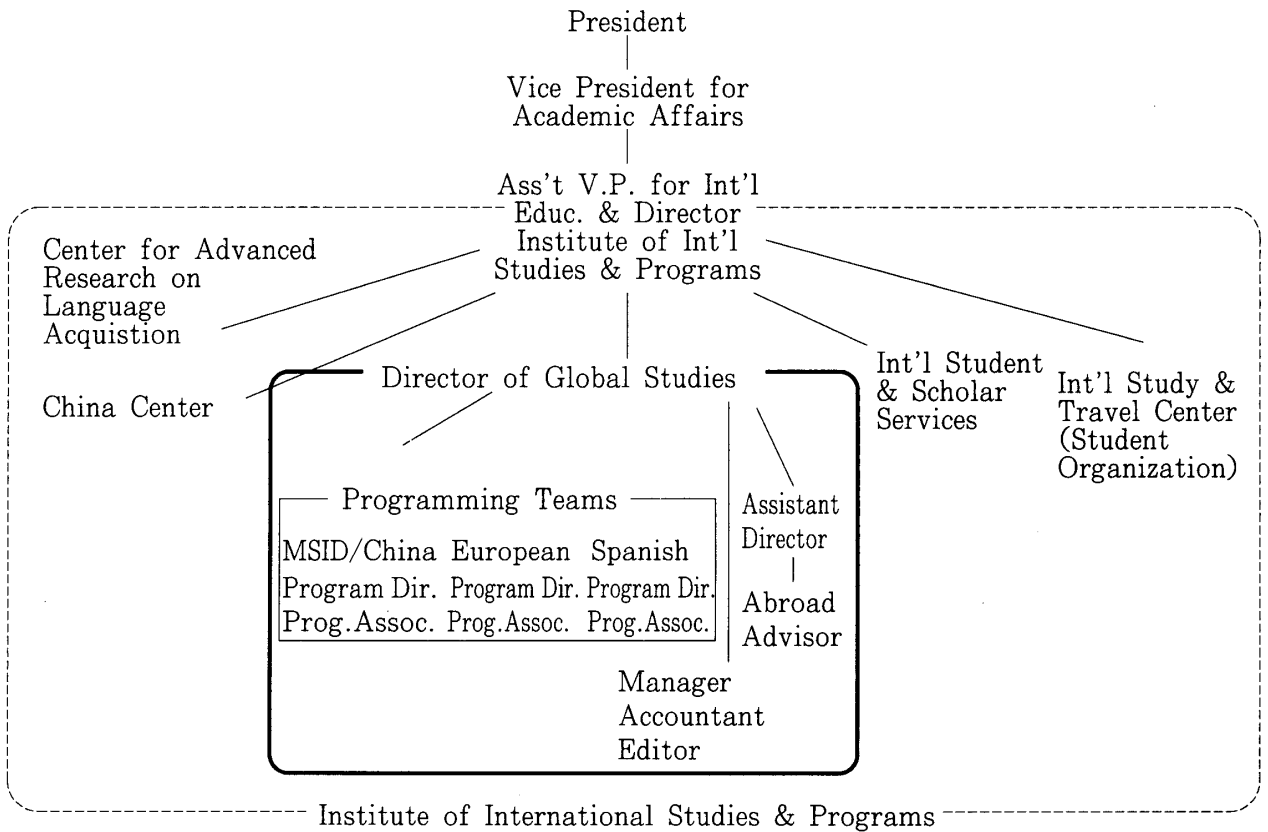 President
Vice President for
Academic Affairs
Ass't V.P. for Int'l
Educ. & Director
Institute of Int'l
Studies & Programs
Center for Advanced
Research on
Language
Acquistion
China Center
Director of Global Studies
Int'l Student
& Scholar
Services
Int'l Study &
Travel Center
(Student
Organization)
Programming Teams
MSID/China European Spanish
Program Dir. Program Dir. Program Dir.
Prog.Assoc. Prog.Assoc. Prog.Assoc.
Assistant
Director
Abroad
Advisor
Manager
Accountant
Editor
Institute of International Studies & Programs